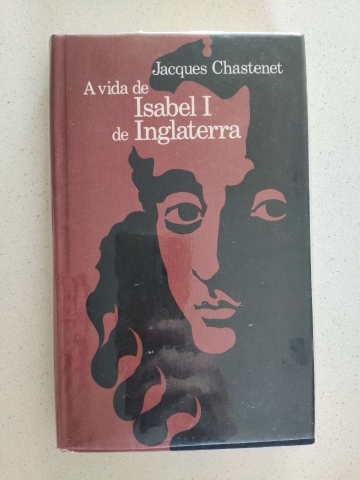 Jacques Chastenet
A vida de
Isabel I
de Inglaterra